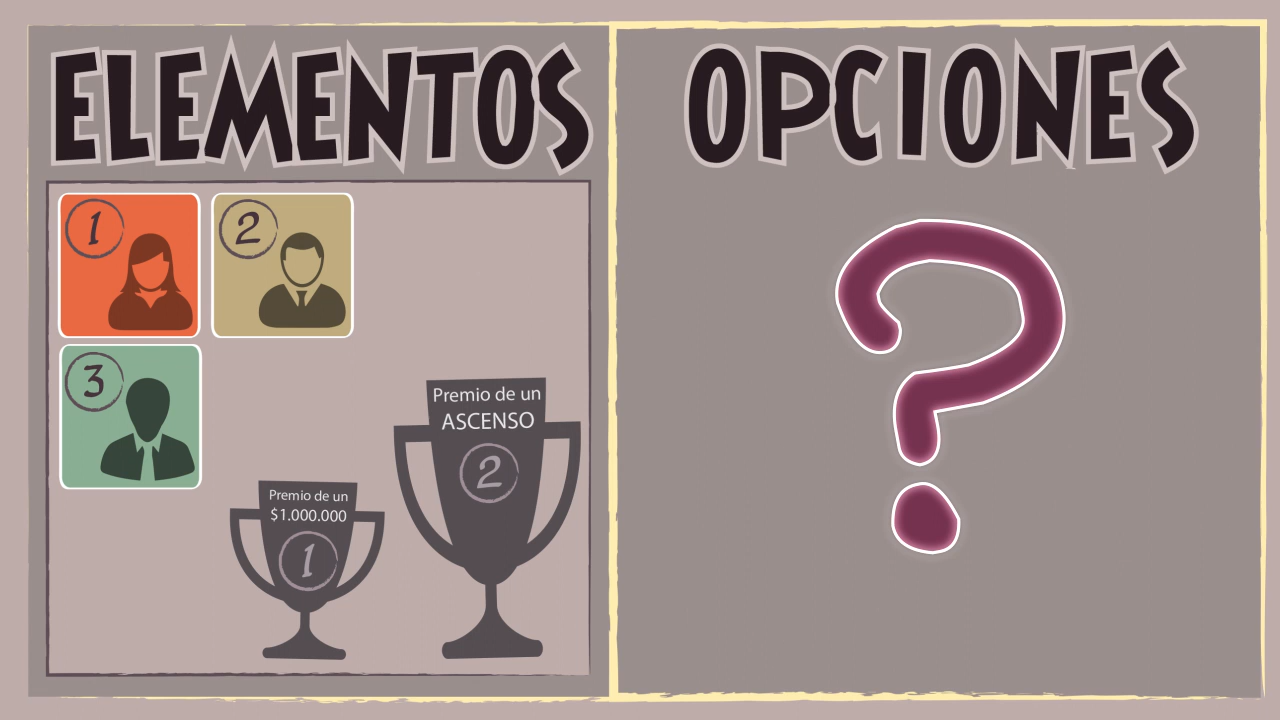 ELEMENTOS
OPCIONES
1
2
3
Premio de un
$1.000.000
1
Premio de un
ASCENSO
2
?